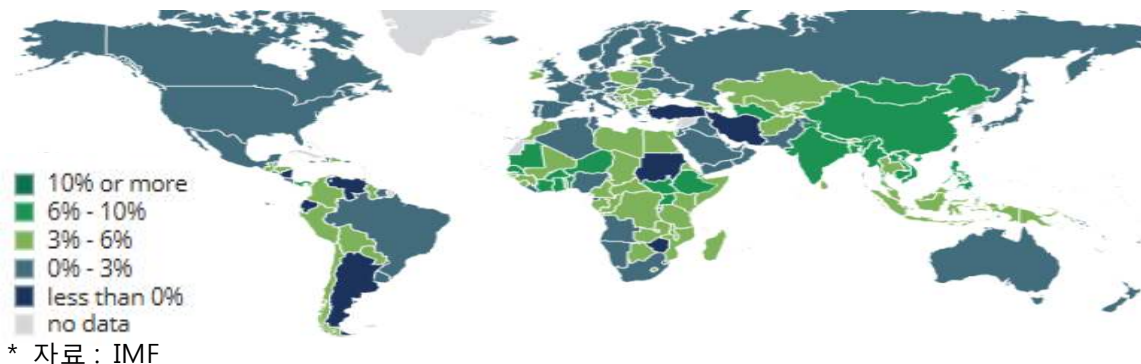 10% or more
6% - 10%
3% - 6%
0% - 3%
less than 0%
no data
* 자료 : IMF